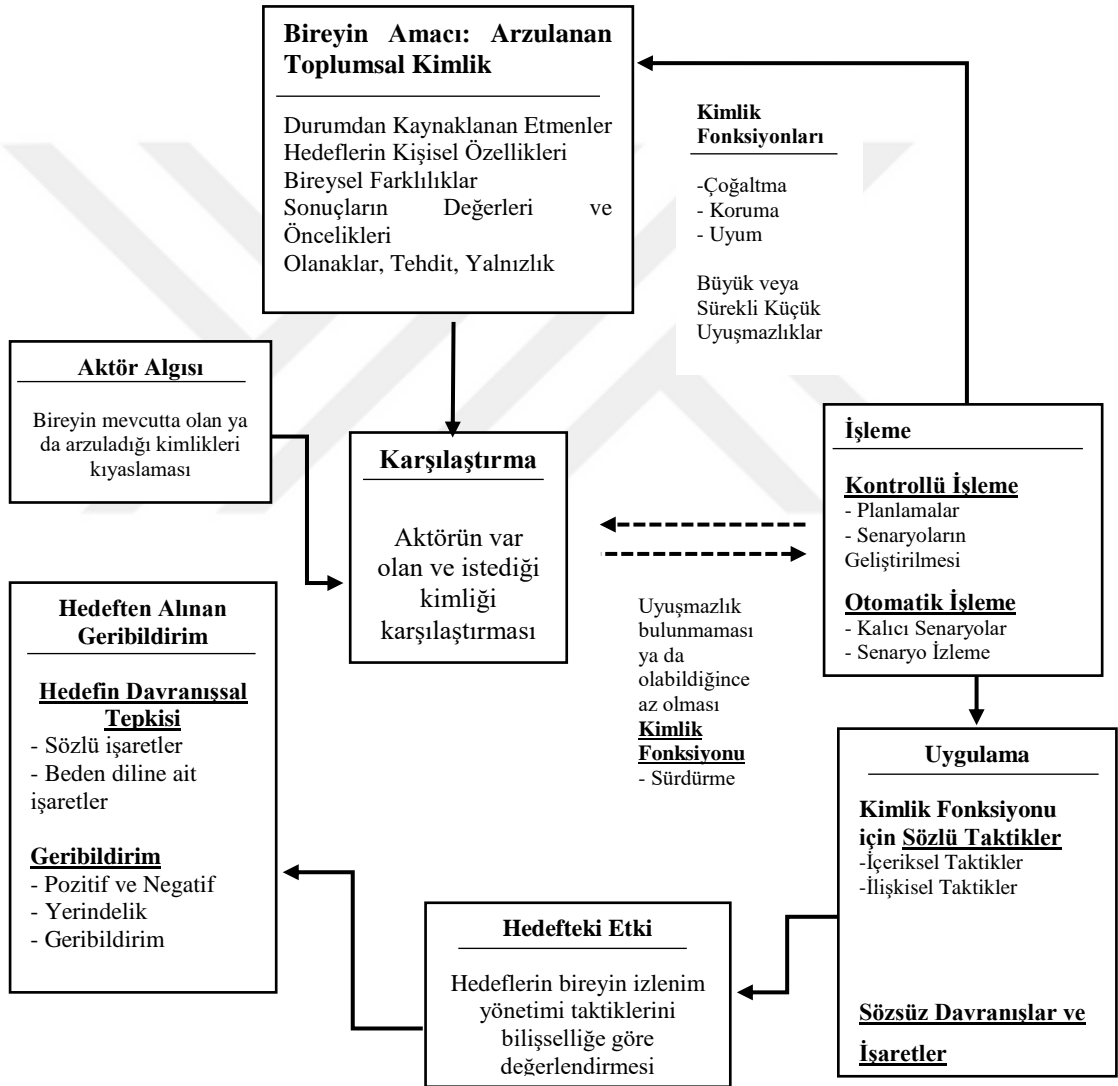 Bireyin Amacı: Arzulanan
Toplumsal Kimlik
Durumdan Kaynaklanan Etmenler
Hedeflerin Kişisel Özellikleri
Bireysel Farklılıklar
Sonuçların Değerleri ve
Öncelikleri
Olanaklar, Tehdit, Yalnızlık
Kimlik
Fonksiyonları
-Çoğaltma
- Koruma
- Uyum
Büyük veya
Sürekli Küçük
Uyuşmazlıklar
Aktör Algısı
Bireyin mevcutta olan ya
da arzuladığı kimlikleri
kıyaslaması
Karşılaştırma
Aktörün var
olan ve istediği
kimliği
karşılaştırması
İşleme
Kontrollü İşleme
- Planlamalar
- Senaryoların
Geliştirilmesi
Otomatik İşleme
- Kalıcı Senaryolar
- Senaryo İzleme
Uyuşmazlık
bulunmaması
ya da
olabildiğince
az olması
Kimlik
Fonksiyonu
- Sürdürme
Hedeften Alınan
Geribildirim
Hedefin Davranışsal
Tepkisi
- Sözlü işaretler
- Beden diline ait
işaretler
Geribildirim
- Pozitif ve Negatif
- Yerindelik
- Geribildirim
Uygulama
Kimlik Fonksiyonu
için Sözlü Taktikler
-İçeriksel Taktikler
-İlişkisel Taktikler
Sözsüz Davranışlar ve
İşaretler
Hedefteki Etki
Hedeflerin bireyin izlenim
yönetimi taktiklerini
bilişselliğe göre
değerlendirmesi